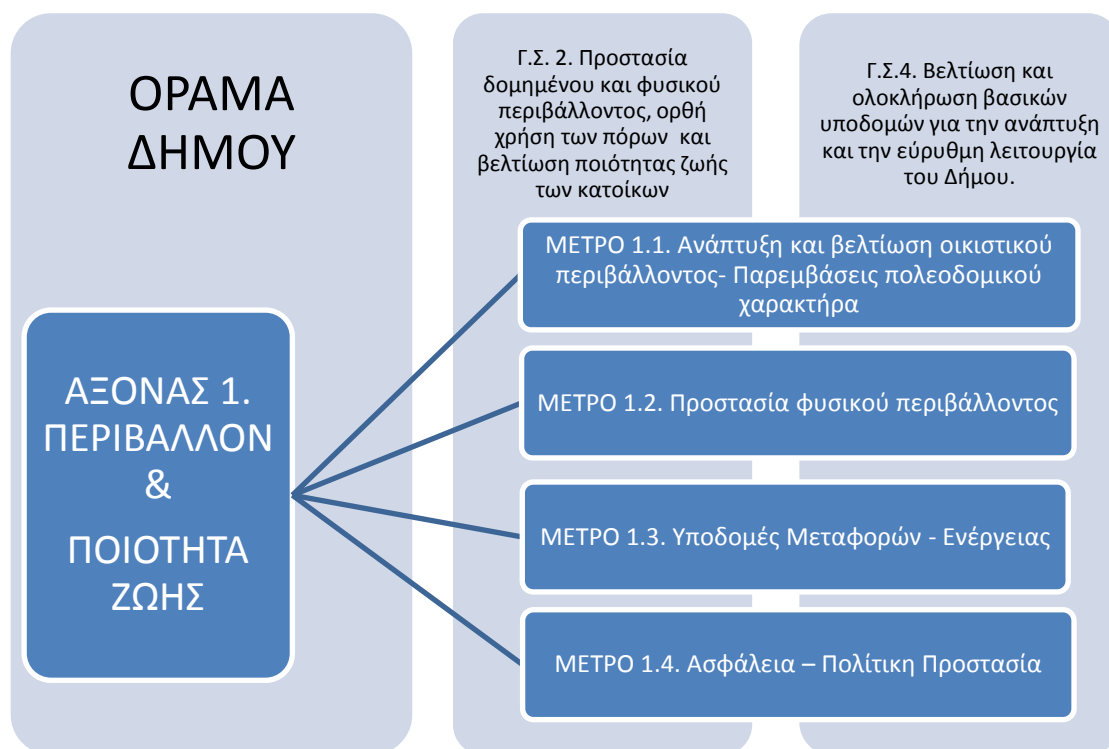 ΟΡΑΜΑ
ΔΗΜΟΥ
Γ.Σ. 2. Προστασία
δομημένου και φυσικού
περιβάλλοντος, ορθή
χρήση των πόρων και
βελτίωση ποιότητας ζωής
των κατοίκων
Γ.Σ.4. Βελτίωση και
ολοκλήρωση βασικών
υποδομών για την ανάπτυξη
και την εύρυθμη λειτουργία
του Δήμου.
ΑΞΟΝΑΣ 1.
ΠΕΡΙΒΑΛΛΟΝ
&
ΠΟΙΟΤΗΤΑ
ΖΩΗΣ
ΜΕΤΡΟ 1.1. Ανάπτυξη και βελτίωση οικιστικού
περιβάλλοντος- Παρεμβάσεις πολεοδομικού
χαρακτήρα
ΜΕΤΡΟ 1.2. Προστασία φυσικού περιβάλλοντος
ΜΕΤΡΟ 1.3. Υποδομές Μεταφορών - Ενέργειας
ΜΕΤΡΟ 1.4. Ασφάλεια – Πολίτικη Προστασία